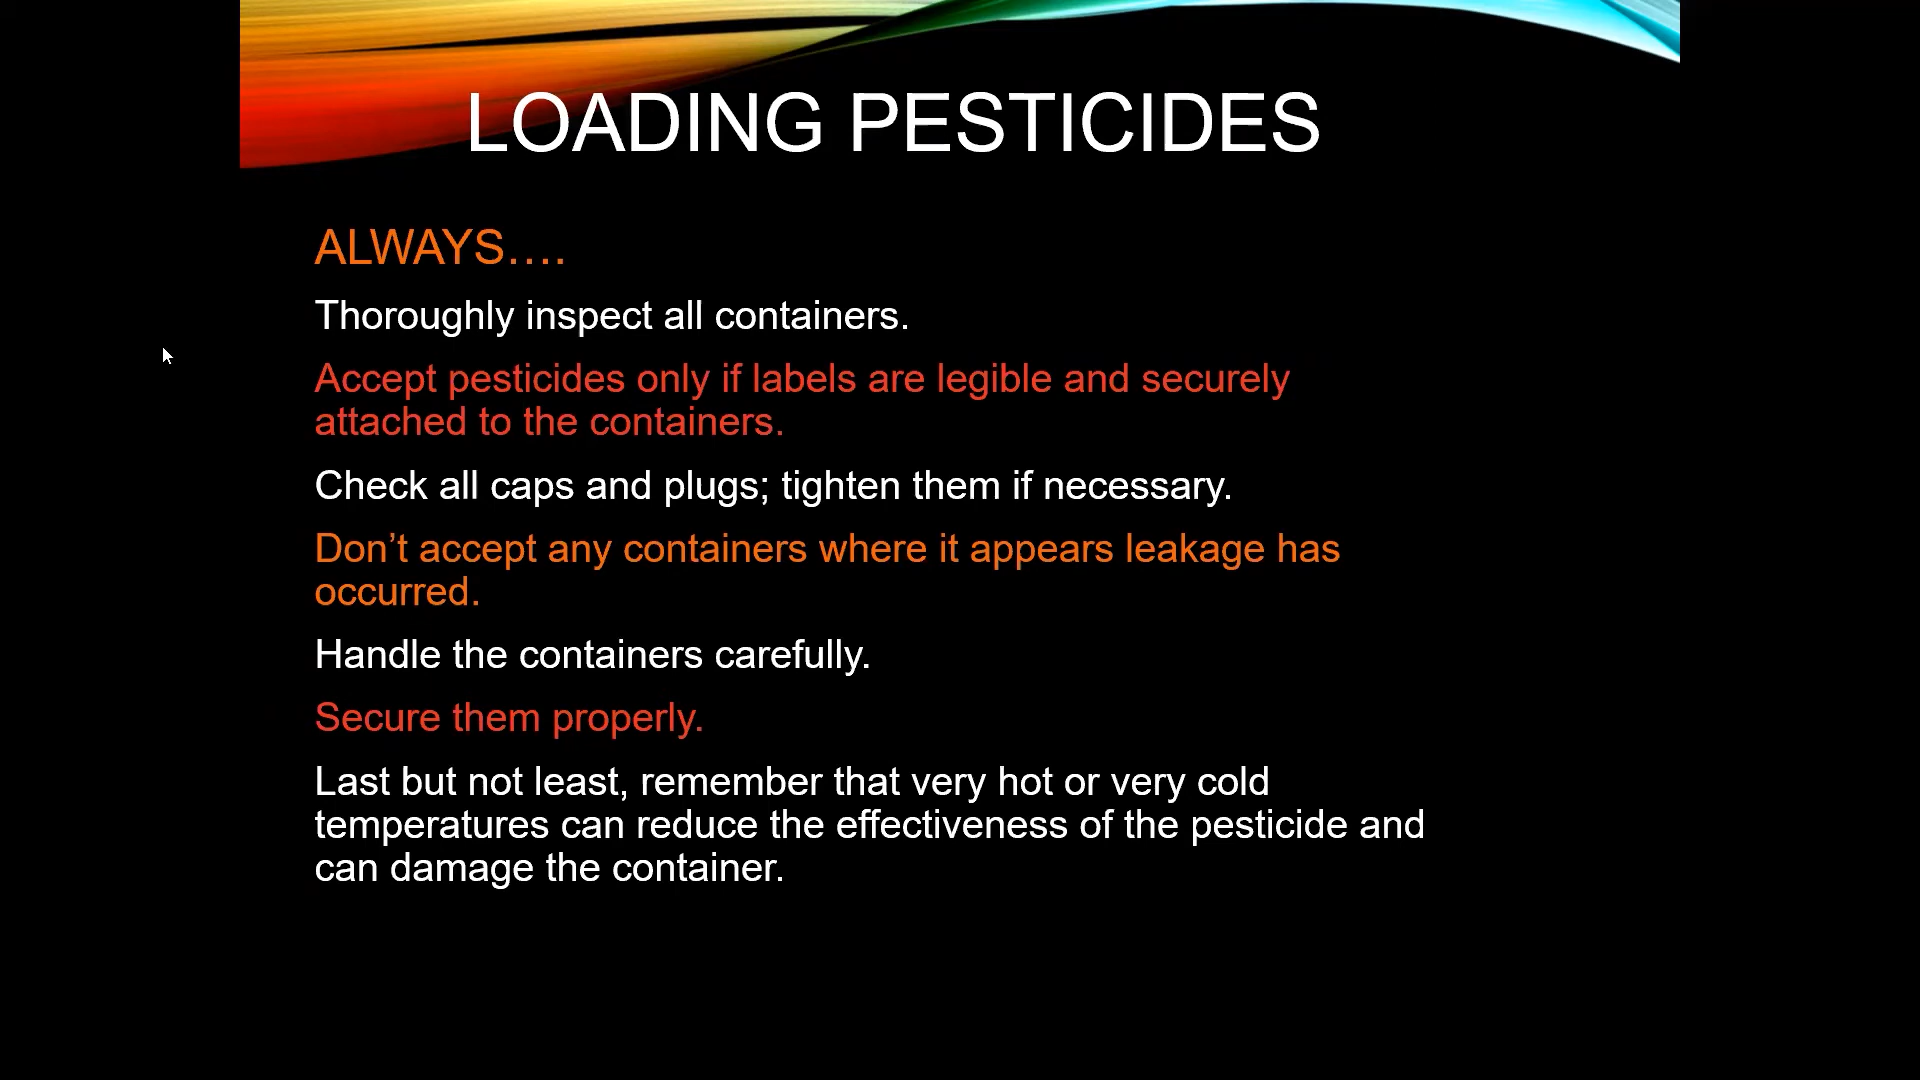 LOADING PESTICIDES
ALWAYS....
Thoroughly inspect all containers.
Accept pesticides only if labels are legible and securely
attached to the containers.
Check all caps and plugs; tighten them if necessary.
Don’t accept any containers where it appears leakage has
occurred.
Handle the containers carefully.
Secure them properly.
Last but not least, remember that very hot or very cold
temperatures can reduce the effectiveness of the pesticide and
can damage the container.